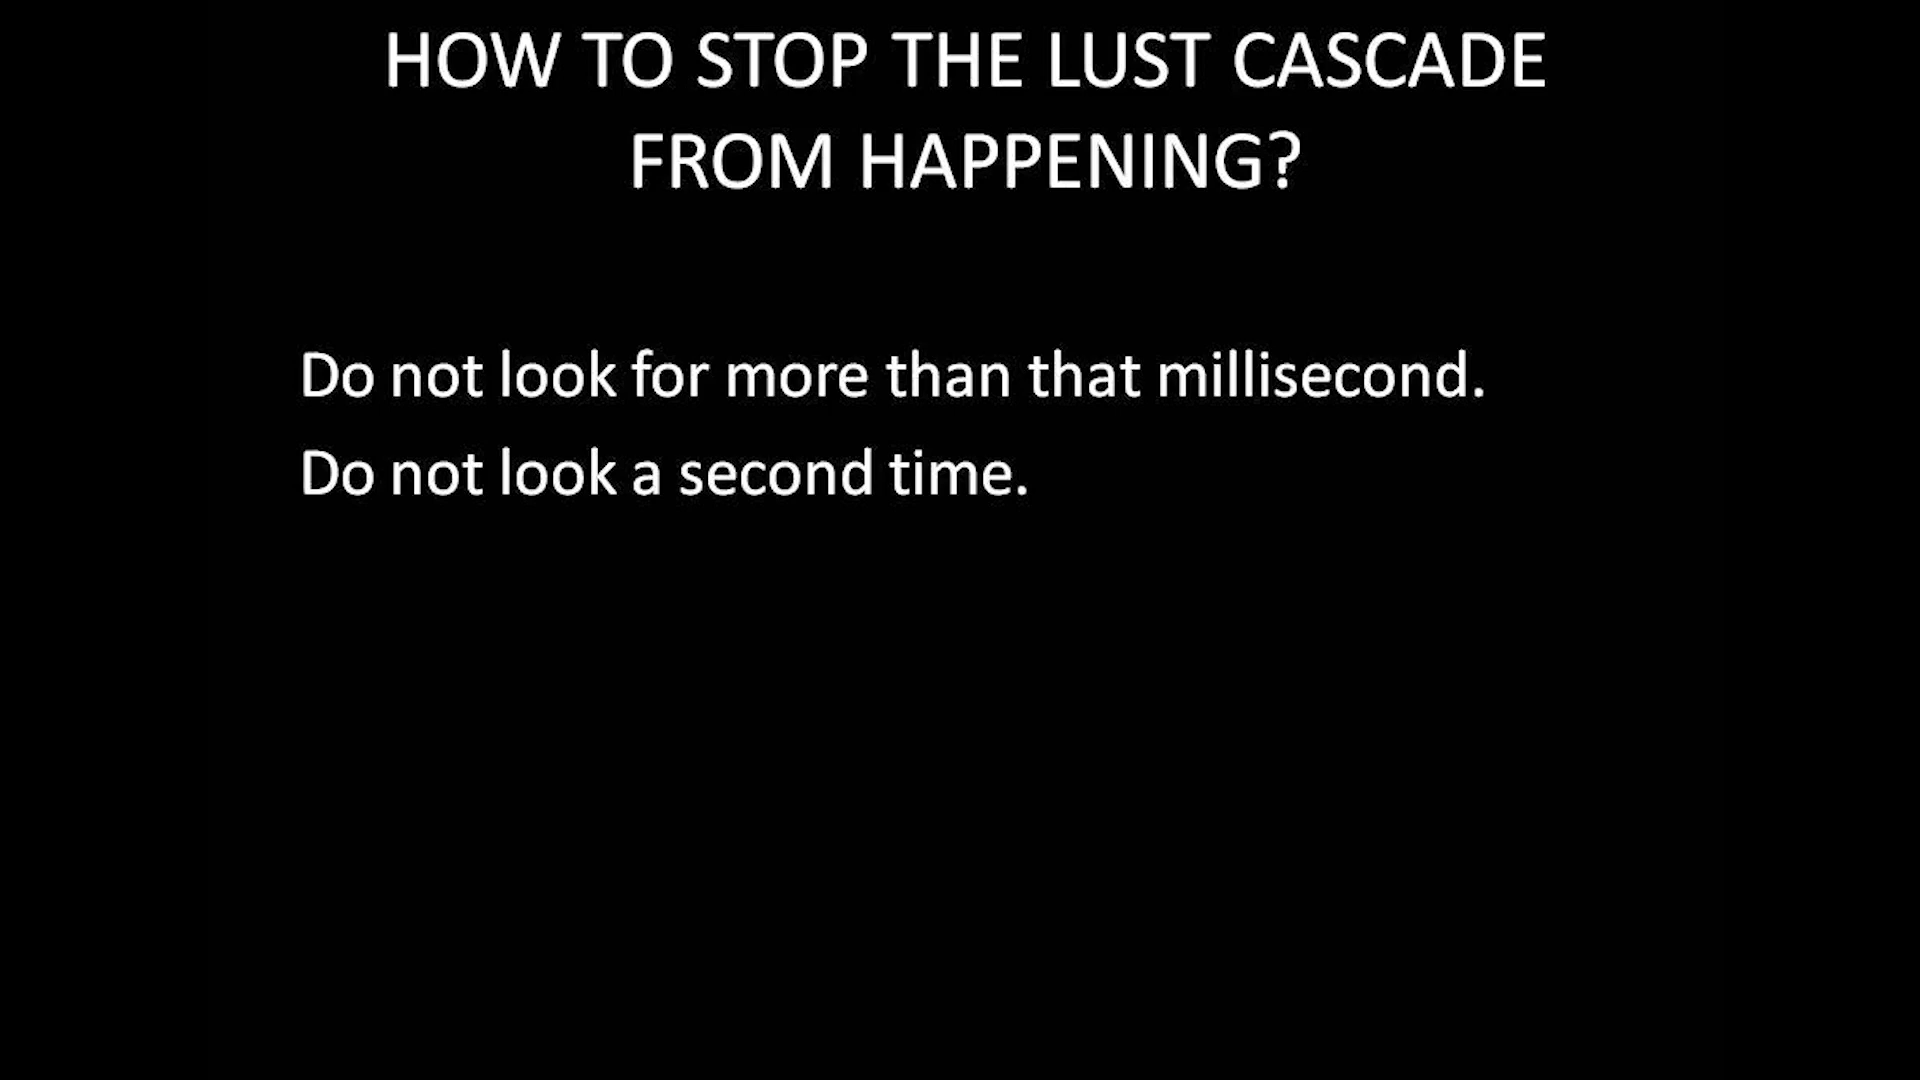 HOW TO STOP THE LUST CASCADE
FROM HAPPENING?
Do not look for more than that millisecond.
Do not look a second time.